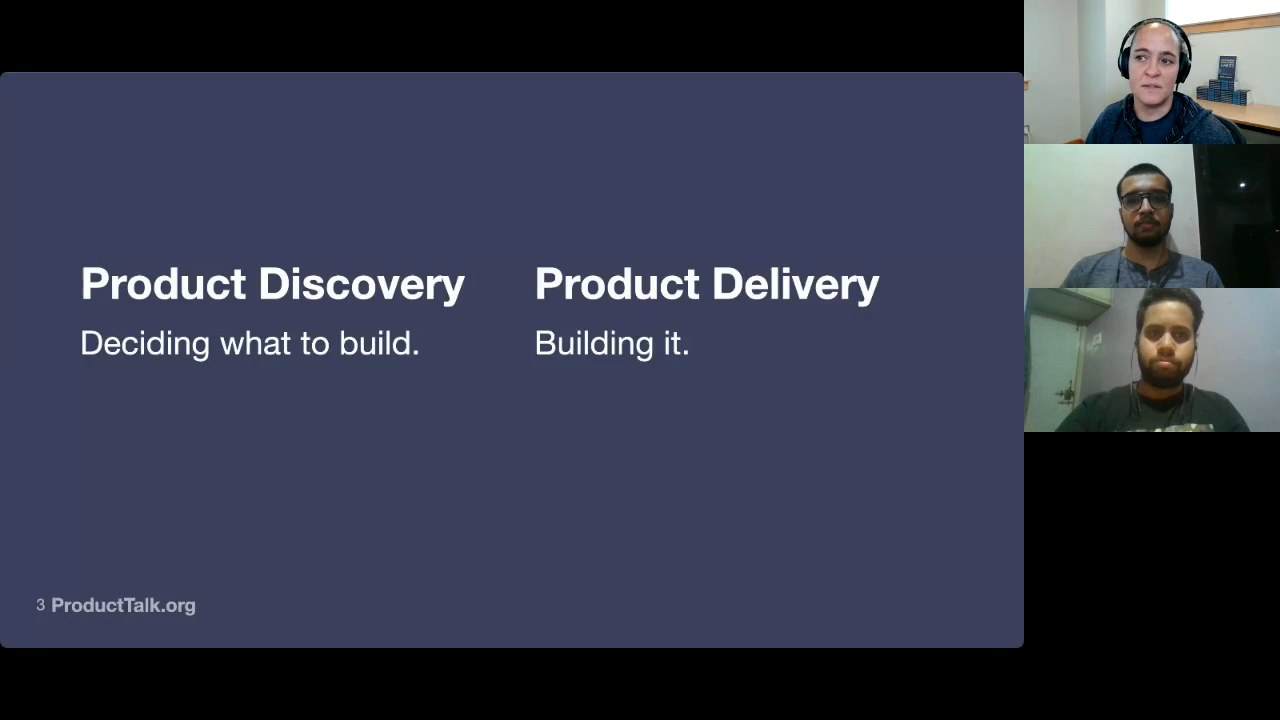 Product Discovery
Deciding what to build.
Product Delivery
Building it.
3 ProductTalk.org